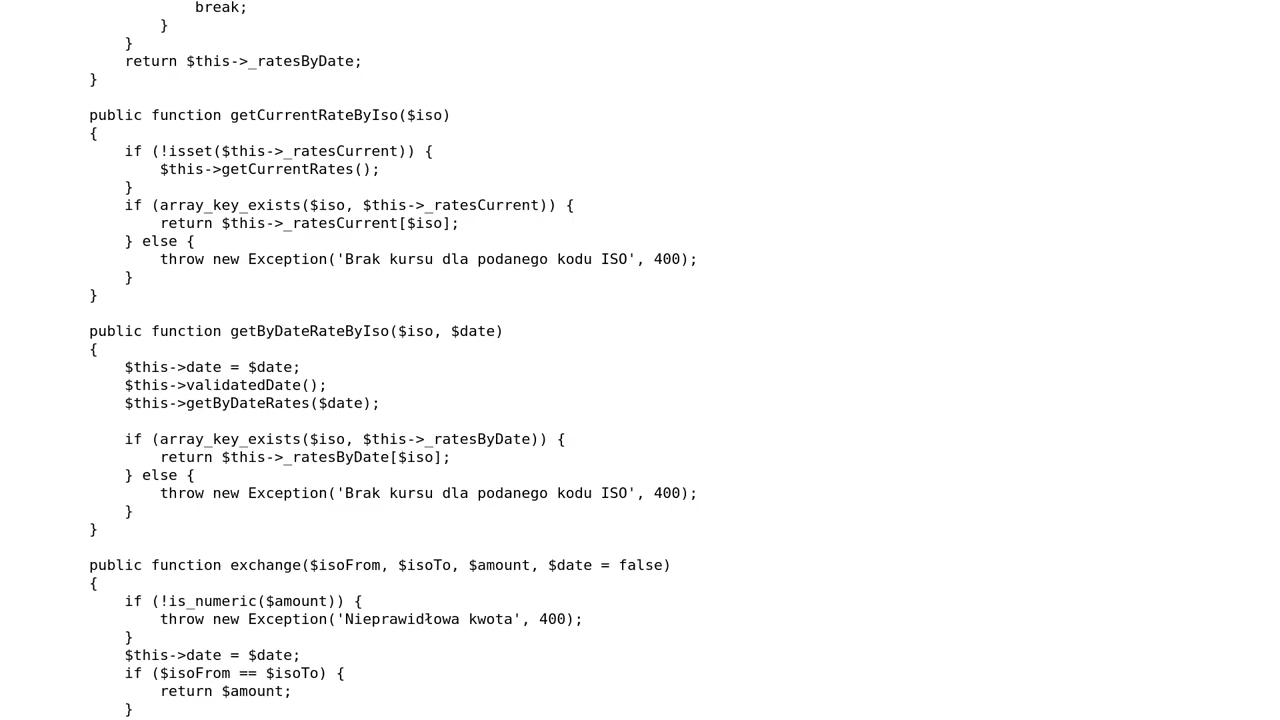 break;
        }
    }
    return $this->_ratesByDate;
}

public function getCurrentRateByIso($iso)
{
    if (!isset($this->_ratesCurrent)) {
        $this->getCurrentRates();
    }
    if (array_key_exists($iso, $this->_ratesCurrent)) {
        return $this->_ratesCurrent[$iso];
    } else {
        throw new Exception('Brak kursu dla podanego kodu ISO', 400);
    }
}

public function getByDateRateByIso($iso, $date)
{
    $this->date = $date;
    $this->validatedDate();
    $this->getByDateRates($date);

    if (array_key_exists($iso, $this->_ratesByDate)) {
        return $this->_ratesByDate[$iso];
    } else {
        throw new Exception('Brak kursu dla podanego kodu ISO', 400);
    }
}

public function exchange($isoFrom, $isoTo, $amount, $date = false)
{
    if (!is_numeric($amount)) {
        throw new Exception('Nieprawidłowa kwota', 400);
    }
    $this->date = $date;
    if ($isoFrom == $isoTo) {
        return $amount;
    }